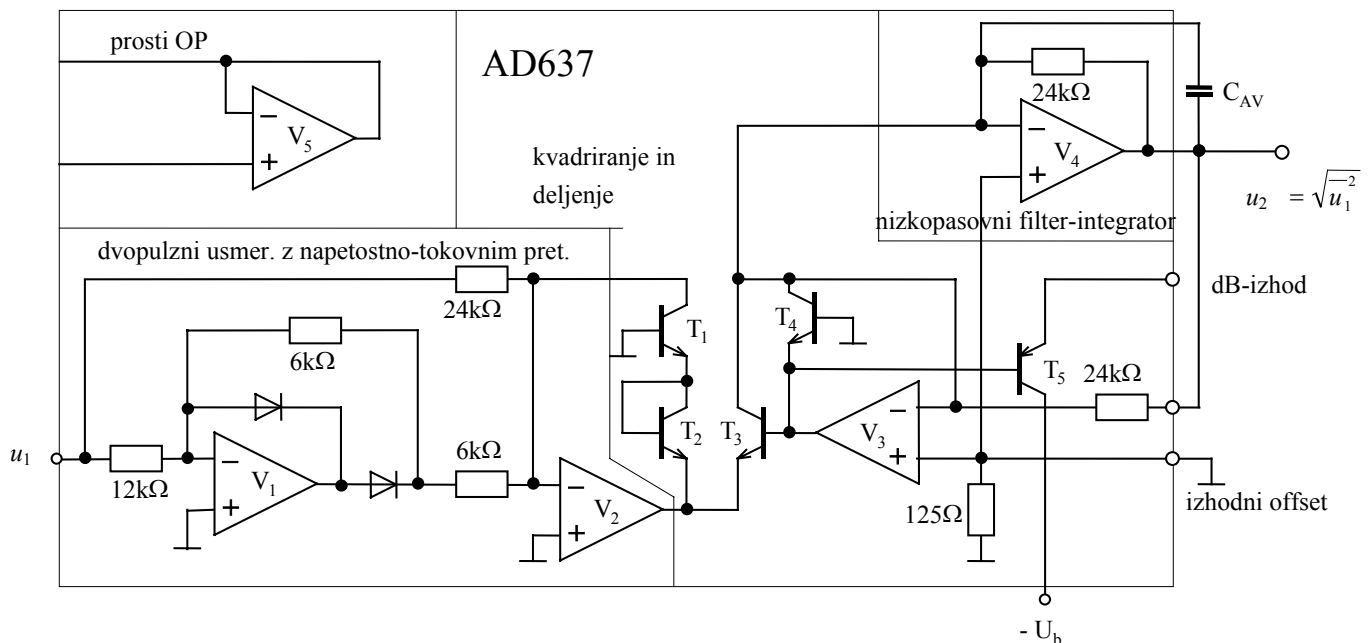 prosti OP
AD637
V5
kvadriranje in
deljenje
24kΩ
CAV
V4
u2 = √u1²
nizkopasovni filter-integrator
dvopulzni usmer. z napetostno-tokovnim pret.
24kΩ
T1
T4
dB-izhod
6kΩ
T5
24kΩ
T2
T3
V3
u1
12kΩ
V1
6kΩ
V2
125Ω
izhodni offset
- Ub